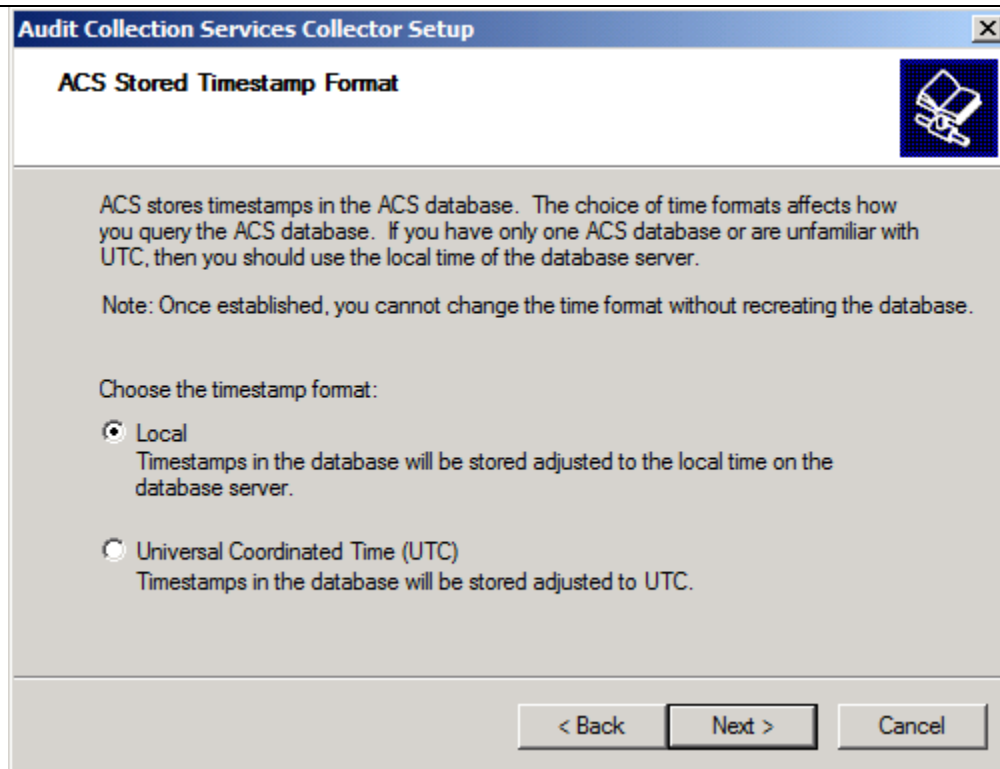 Audit Collection Services Collector Setup
ACS Stored Timestamp Format
ACS stores timestamps in the ACS database.  The choice of time formats affects how
you query the ACS database.  If you have only one ACS database or are unfamiliar with
UTC, then you should use the local time of the database server.
Note: Once established, you cannot change the time format without recreating the database.
Choose the timestamp format:
Local
Timestamps in the database will be stored adjusted to the local time on the
database server.
Universal Coordinated Time (UTC)
Timestamps in the database will be stored adjusted to UTC.
< Back
Next >
Cancel